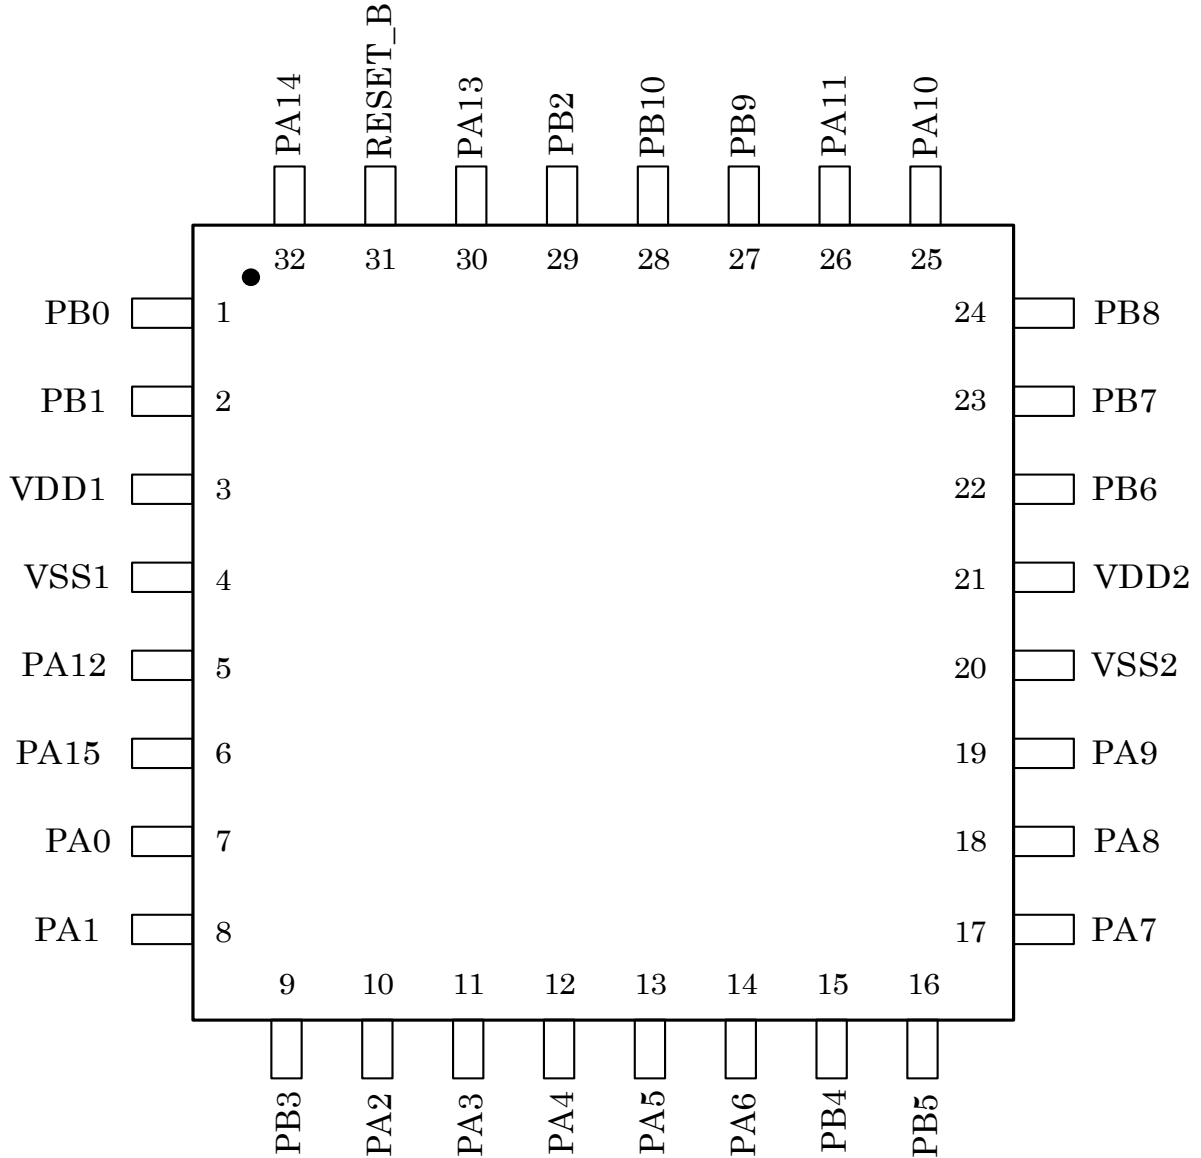 PA14 RESET_B PA13 PB2 PB10 PB9 PA11 PA10
32 31 30 29 28 27 26 25
PB0 1 24 PB8
PB1 2 23 PB7
VDD1 3 22 PB6
VSS1 4 21 VDD2
PA12 5 20 VSS2
PA15 6 19 PA9
PA0 7 18 PA8
PA1 8 17 PA7
9 10 11 12 13 14 15 16
PB3 PA2 PA3 PA4 PA5 PA6 PB4 PB5